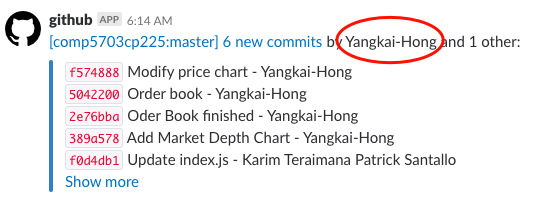 github APP 6:14 AM
[comp5703cp225:master] 6 new commits by Yangkai-Hong and 1 other:
f574888 Modify price chart - Yangkai-Hong
5042200 Order book - Yangkai-Hong
2e76bba Oder Book finished - Yangkai-Hong
389a578 Add Market Depth Chart - Yangkai-Hong
f0d4db1 Update index.js - Karim Teraimana Patrick Santallo
Show more